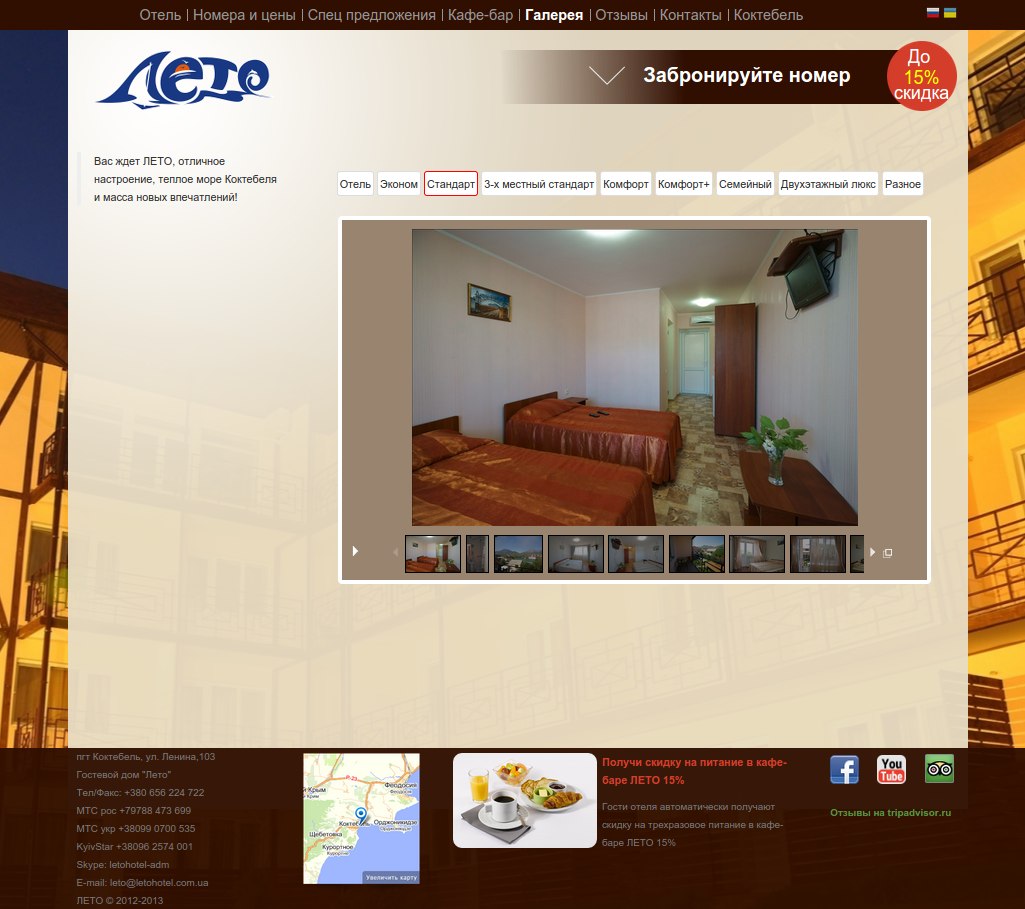 Отель | Номера и цены | Спец предложения | Кафе-бар | Галерея | Отзывы | Контакты | Коктебель
Лето
Забронируйте номер
До
15%
скидка
Вас ждет ЛЕТО, отличное
настроение, теплое море Коктебеля
и масса новых впечатлений!
Отель Эконом Стандарт 3-х местный стандарт Комфорт Комфорт+ Семейный Двухэтажный люкс Разное
пгт Коктебель, ул. Ленина,103
Гостевой дом "Лето"
Тел/Факс: +380 656 224 722
МТС рос +79788 473 699
МТС укр +38099 0700 535
KyivStar +38096 2574 001
Skype: letohotel-adm
E-mail: leto@letohotel.com.ua
ЛЕТО © 2012-2013
Р 29
й Крым
Феодосия
Феодосія
Коктебель
Орджоникидзе
Щебетовка
Курортное
Курортне
Увеличить карту
Получи скидку на питание в кафе-
баре ЛЕТО 15%
Гости отеля автоматически получают
скидку на трехразовое питание в кафе-
баре ЛЕТО 15%
You
Tube
Отзывы на tripadvisor.ru